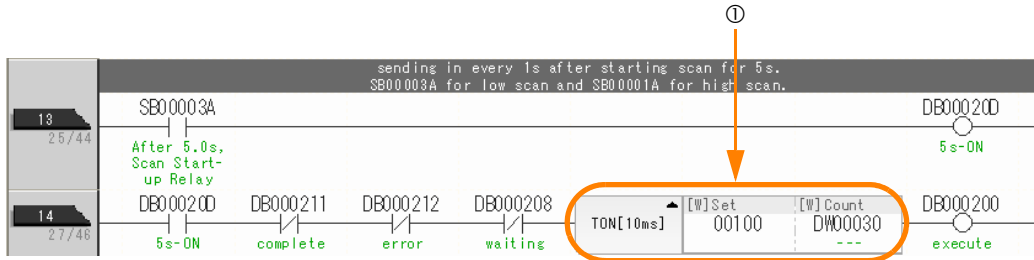 ①
sending in every 1s after starting scan for 5s.
SB00003A for low scan and SB00001A for high scan.
13
25/44
SB00003A
DB00020D
After 5.0s,
Scan Start-
up Relay
5s-ON
14
27/46
DB00020D
DB000211
DB000212
DB000208
TON[10ms]
[W]Set
[W]Count
DB000200
00100
DW00030
5s-ON
complete
error
waiting
---
execute